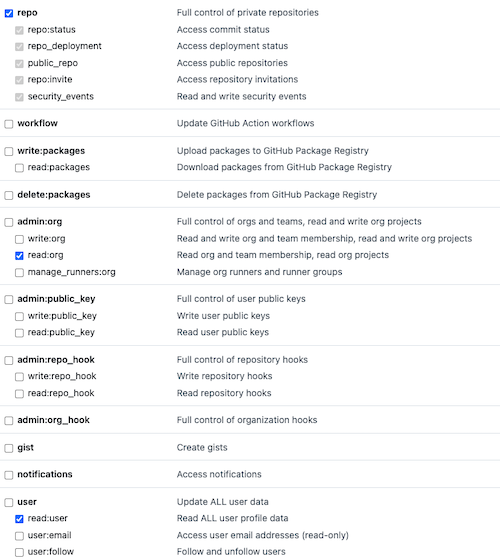 repo Full control of private repositories
repo:status Access commit status
repo_deployment Access deployment status
public_repo Access public repositories
repo:invite Access repository invitations
security_events Read and write security events
workflow Update GitHub Action workflows
write:packages Upload packages to GitHub Package Registry
read:packages Download packages from GitHub Package Registry
delete:packages Delete packages from GitHub Package Registry
admin:org Full control of orgs and teams, read and write org projects
write:org Read and write org and team membership, read and write org projects
read:org Read org and team membership, read org projects
manage_runners:org Manage org runners and runner groups
admin:public_key Full control of user public keys
write:public_key Write user public keys
read:public_key Read user public keys
admin:repo_hook Full control of repository hooks
write:repo_hook Write repository hooks
read:repo_hook Read repository hooks
admin:org_hook Full control of organization hooks
gist Create gists
notifications Access notifications
user Update ALL user data
read:user Read ALL user profile data
user:email Access user email addresses (read-only)
user:follow Follow and unfollow users